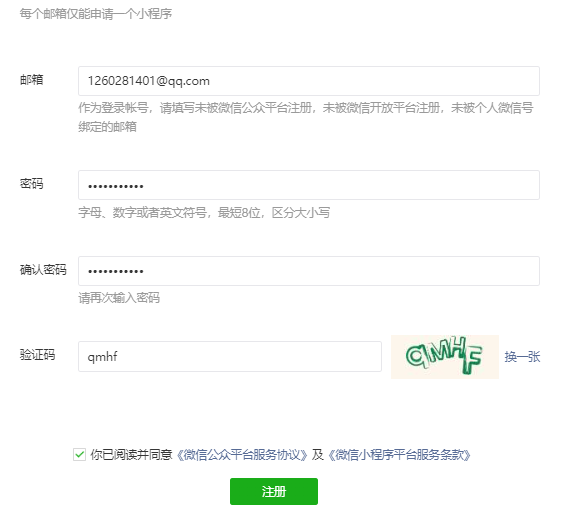 每个邮箱仅能申请一个小程序
邮箱
1260281401@qq.com
作为登录帐号，请填写未被微信公众平台注册，未被微信开放平台注册，未被个人微信号
绑定的邮箱
密码
•••••••••••
字母、数字或者英文符号，最短8位，区分大小写
确认密码
•••••••••••
请再次输入密码
验证码
qmhf
QMHF
换一张
你已阅读并同意《微信公众平台服务协议》及《微信小程序平台服务条款》
注册